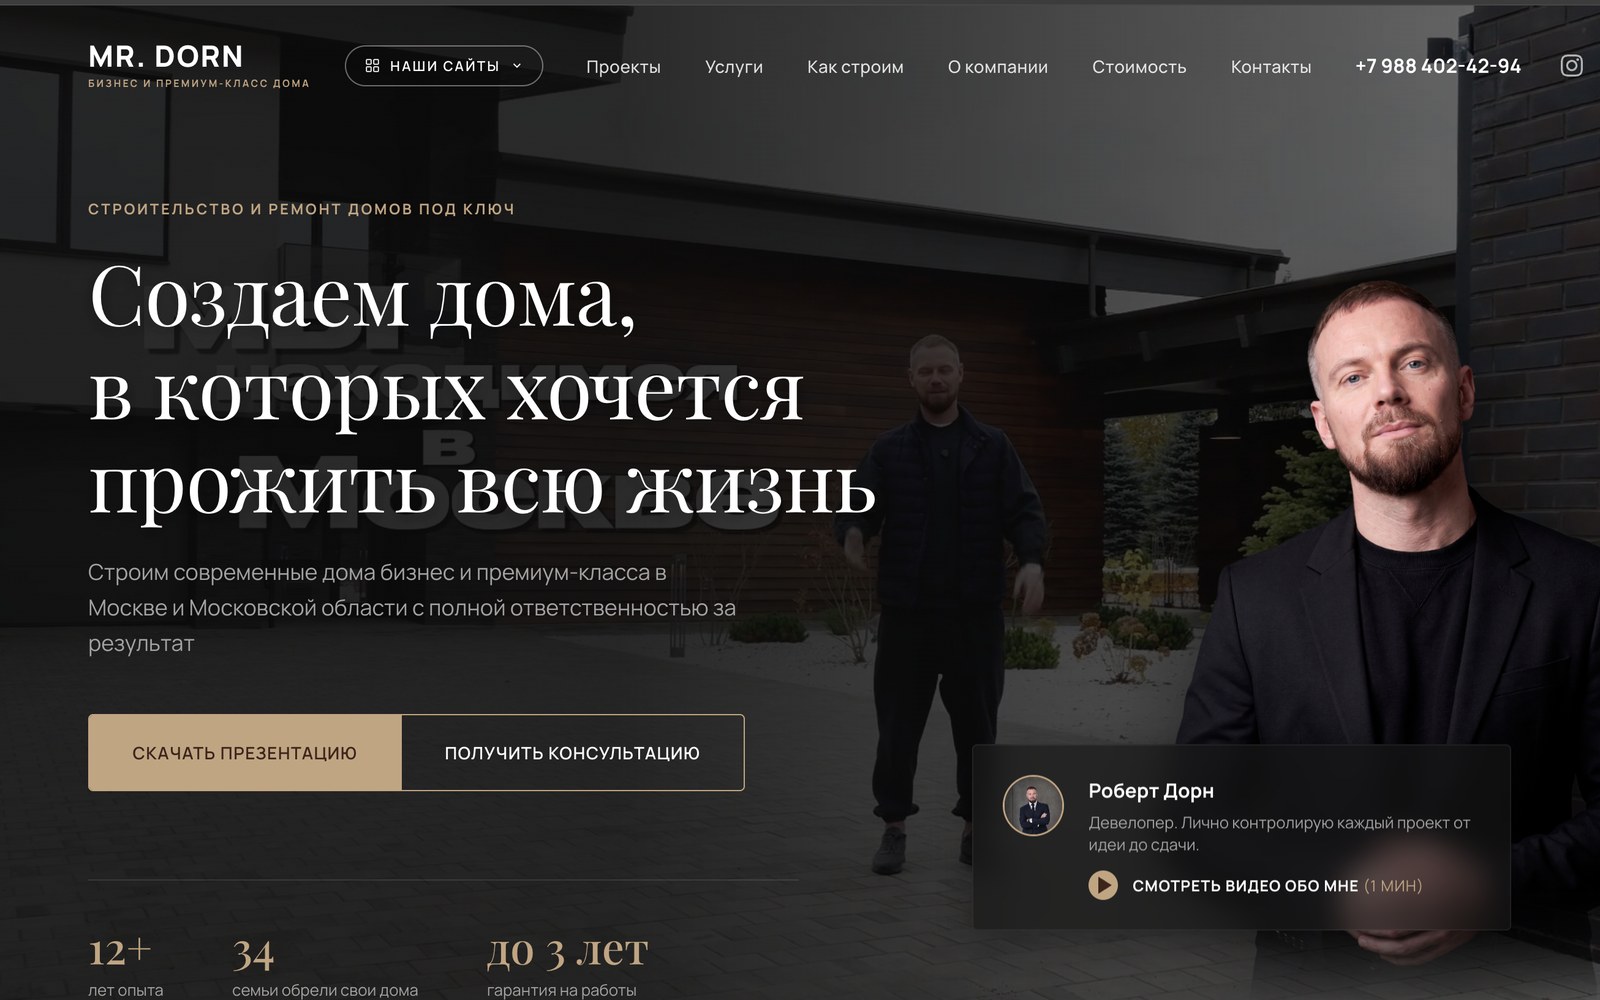 MR. DORN
БИЗНЕС И ПРЕМИУМ-КЛАСС ДОМА
НАШИ САЙТЫ
Проекты
Услуги
Как строим
О компании
Стоимость
Контакты
+7 988 402-42-94
СТРОИТЕЛЬСТВО И РЕМОНТ ДОМОВ ПОД КЛЮЧ
Создаем дома,
в которых хочется
прожить всю жизнь
МЫ
НАХОДИМСЯ
В
МОСКВЕ
Строим современные дома бизнес и премиум-класса в
Москве и Московской области с полной ответственностью за
результат
СКАЧАТЬ ПРЕЗЕНТАЦИЮ
ПОЛУЧИТЬ КОНСУЛЬТАЦИЮ
Роберт Дорн
Девелопер. Лично контролирую каждый проект от
идеи до сдачи.
СМОТРЕТЬ ВИДЕО ОБО МНЕ (1 МИН)
12+
лет опыта
34
семьи обрели свои дома
до 3 лет
гарантия на работы